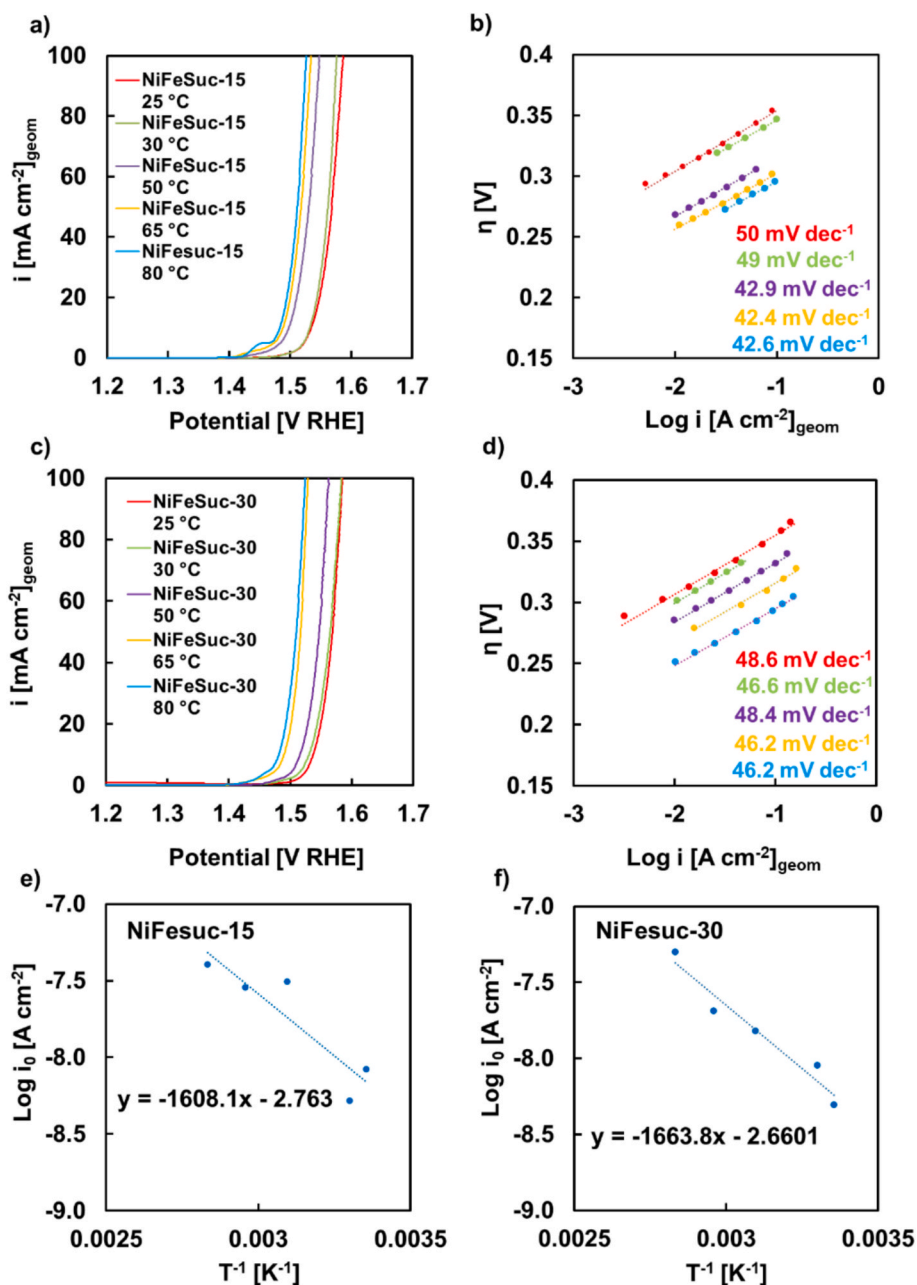 a)
100
80
60
40
20
0
i [mA cm-2]geom
NiFeSuc-15
25 °C
NiFeSuc-15
30 °C
NiFeSuc-15
50 °C
NiFeSuc-15
65 °C
NiFesuc-15
80 °C
1.2 1.3 1.4 1.5 1.6 1.7
Potential [V RHE]
b)
0.4
0.35
0.3
0.25
0.2
0.15
η [V]
50 mV dec-1
49 mV dec-1
42.9 mV dec-1
42.4 mV dec-1
42.6 mV dec-1
-3 -2 -1 0
Log i [A cm-2]geom
c)
100
80
60
40
20
0
i [mA cm-2]geom
NiFeSuc-30
25 °C
NiFeSuc-30
30 °C
NiFeSuc-30
50 °C
NiFeSuc-30
65 °C
NiFeSuc-30
80 °C
1.2 1.3 1.4 1.5 1.6 1.7
Potential [V RHE]
d)
0.4
0.35
0.3
0.25
0.2
0.15
η [V]
48.6 mV dec-1
46.6 mV dec-1
48.4 mV dec-1
46.2 mV dec-1
46.2 mV dec-1
-3 -2 -1 0
Log i [A cm-2]geom
e)
-7.0
-7.5
-8.0
-8.5
-9.0
Log i0 [A cm-2]
NiFesuc-15
y = -1608.1x - 2.763
0.0025 0.003 0.0035
T-1 [K-1]
f)
-7.0
-7.5
-8.0
-8.5
-9.0
Log i0 [A cm-2]
NiFesuc-30
y = -1663.8x - 2.6601
0.0025 0.003 0.0035
T-1 [K-1]